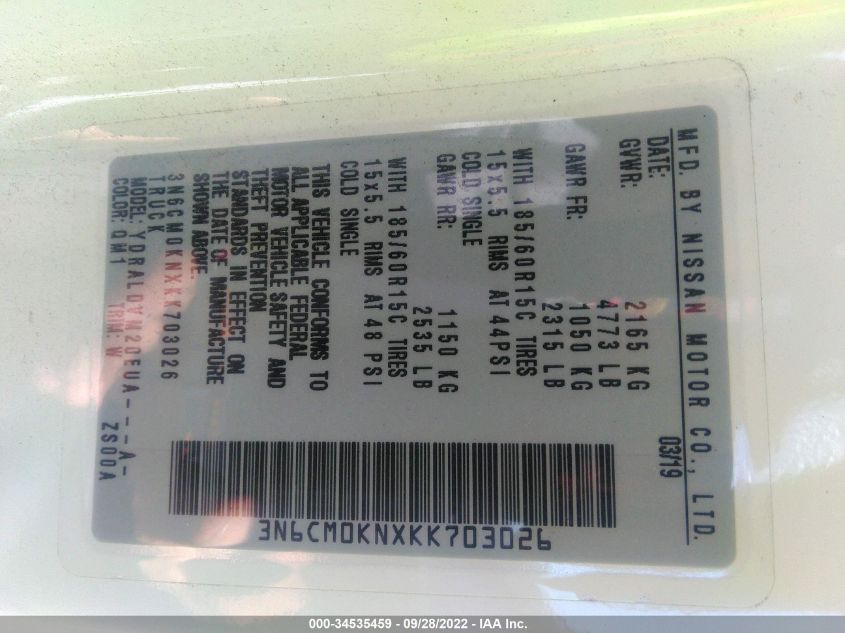 MFD. BY NISSAN MOTOR CO., LTD.
DATE: 03/19
GVWR: 2165 KG
4773 LB
GAWR FR: 1050 KG
2315 LB
WITH 185/60R15C TIRES
15x5.5 RIMS AT 44PSI
COLD SINGLE
GAWR RR: 1150 KG
2535 LB
WITH 185/60R15C TIRES
15x5.5 RIMS AT 48 PSI
COLD SINGLE
THIS VEHICLE CONFORMS TO
ALL APPLICABLE FEDERAL
MOTOR VEHICLE SAFETY AND
THEFT PREVENTION
STANDARDS IN EFFECT ON
THE DATE OF MANUFACTURE
SHOWN ABOVE.
3N6CM0KNXKK703026
TRUCK
MODEL:
COLOR: QM1 TRIM: W ZS00A
3N6CM0KNXKK703026
000-34535459 - 09/28/2022 - IAA Inc.